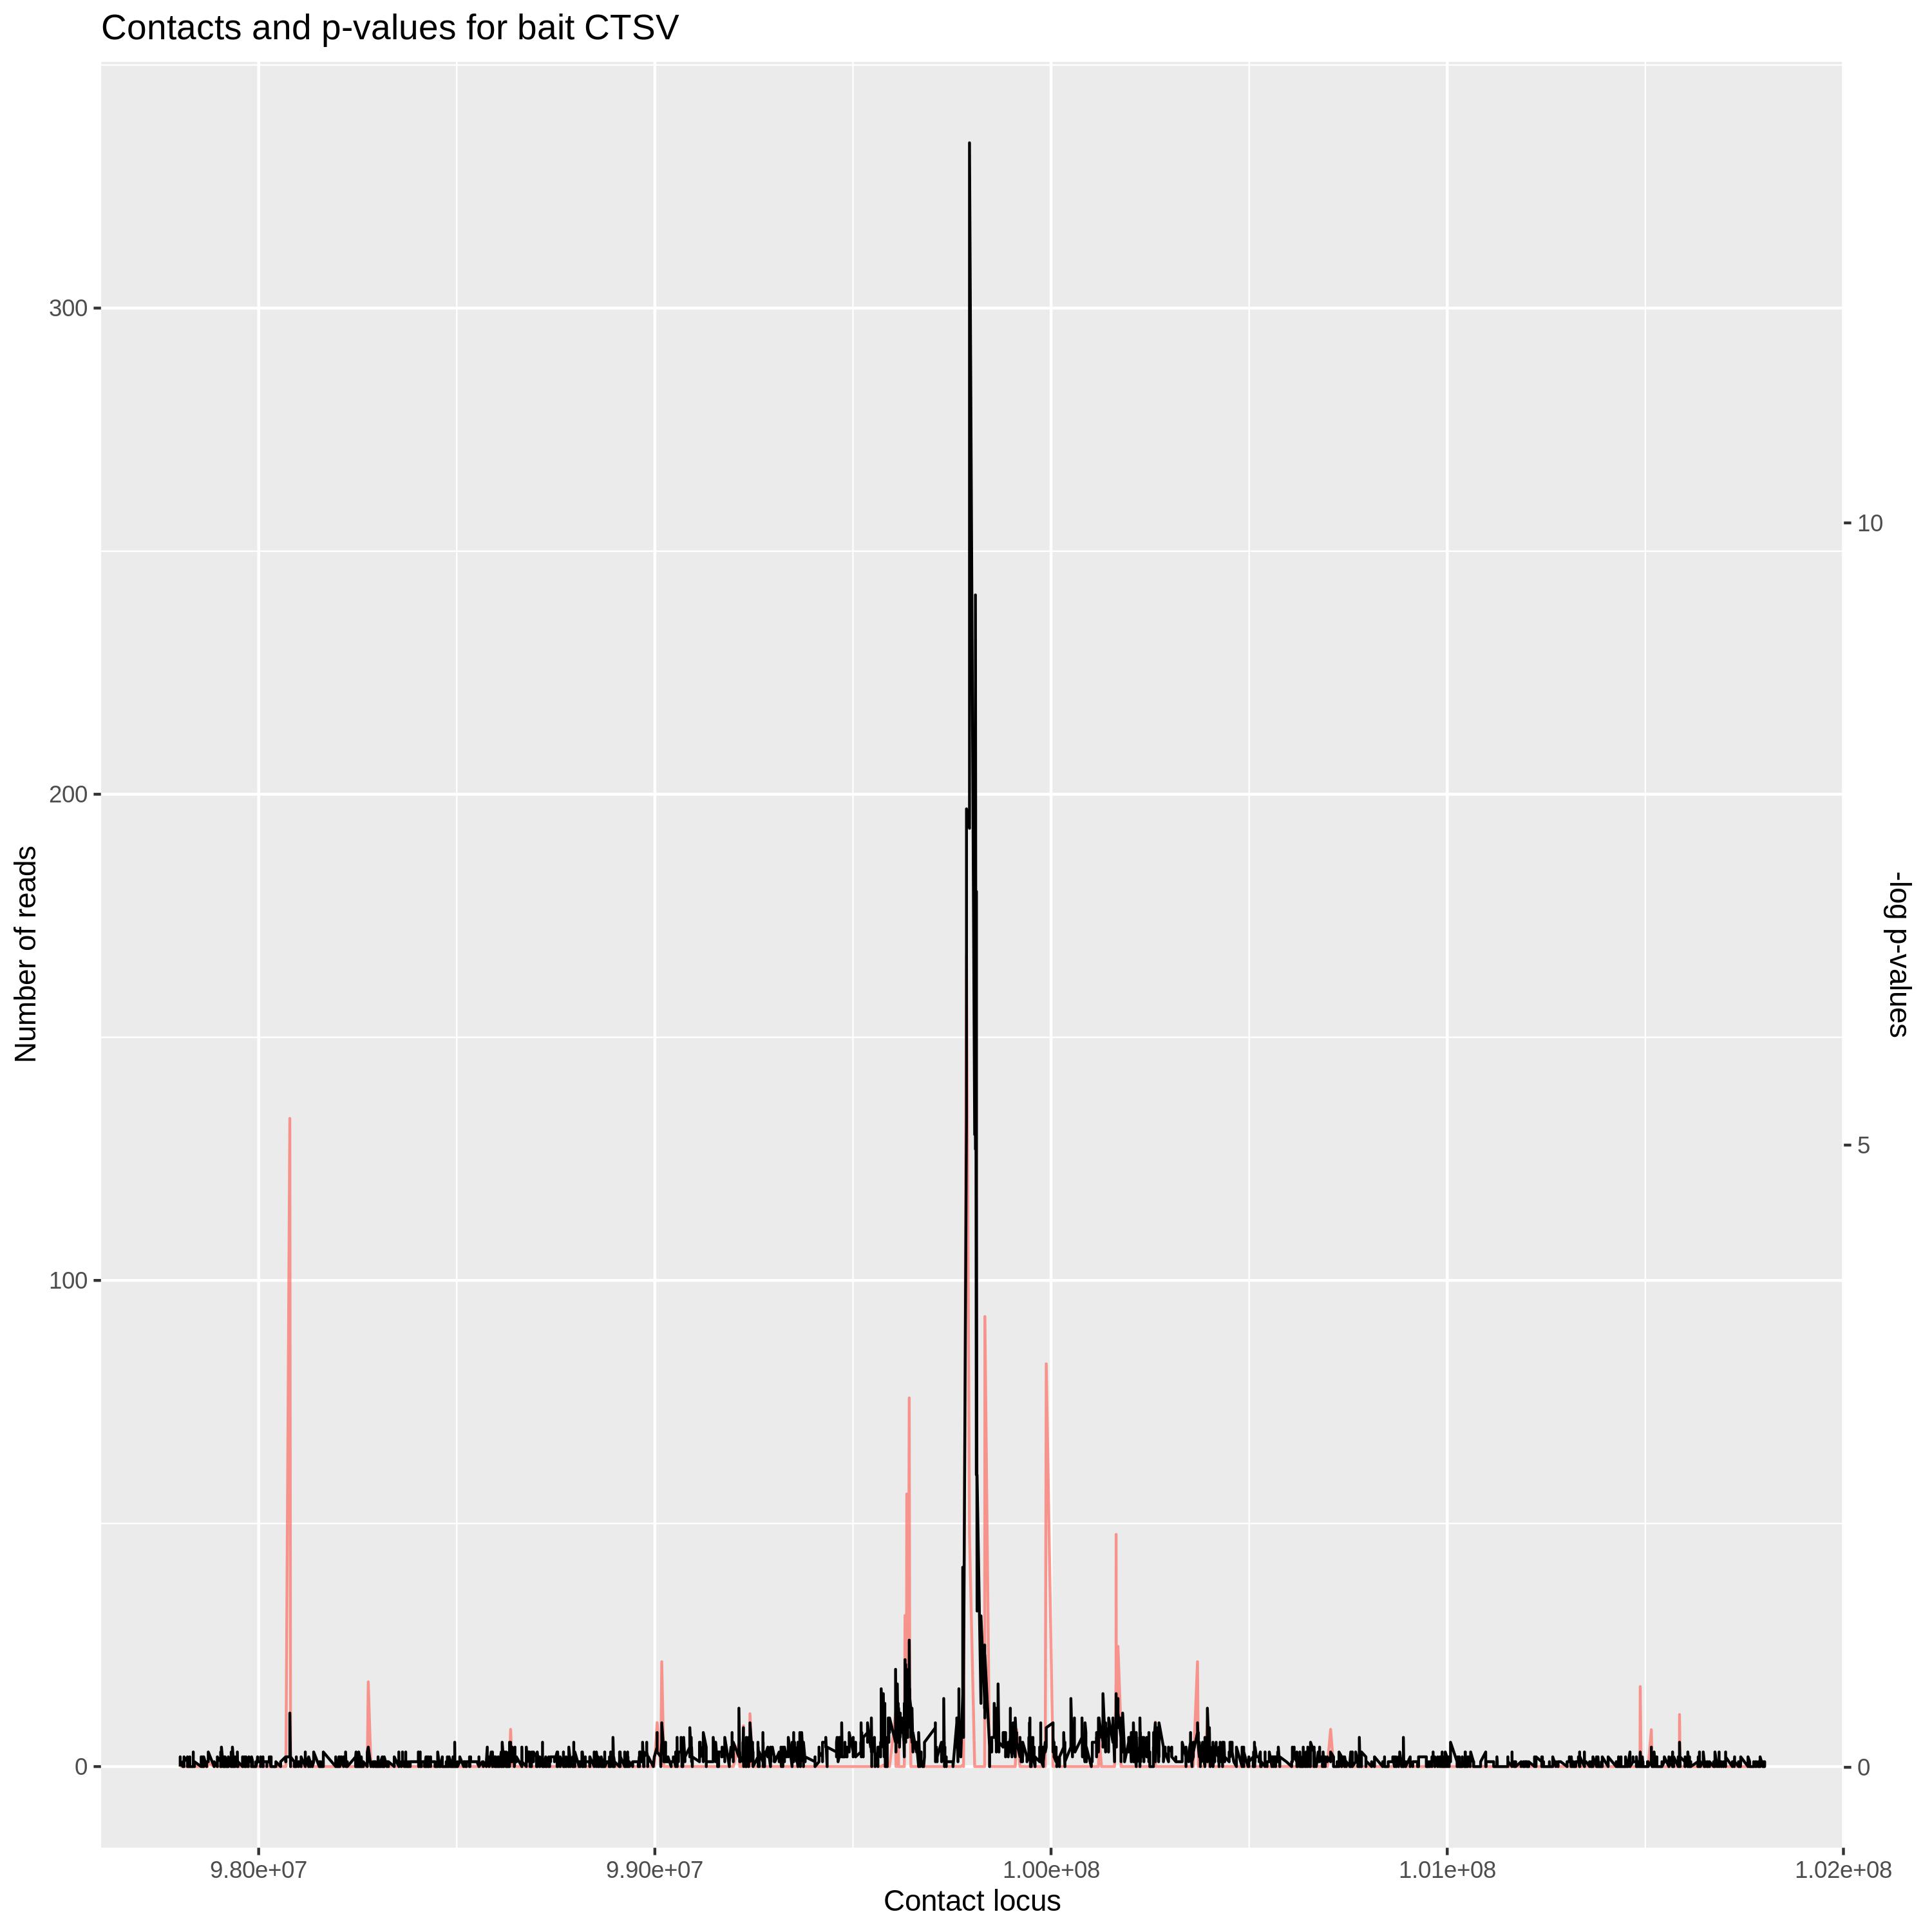 Contacts and p-values for bait CTSV
Number of reads
300
200
100
0
10
5
0
-log p-values
9.80e+07
9.90e+07
1.00e+08
1.01e+08
1.02e+08
Contact locus